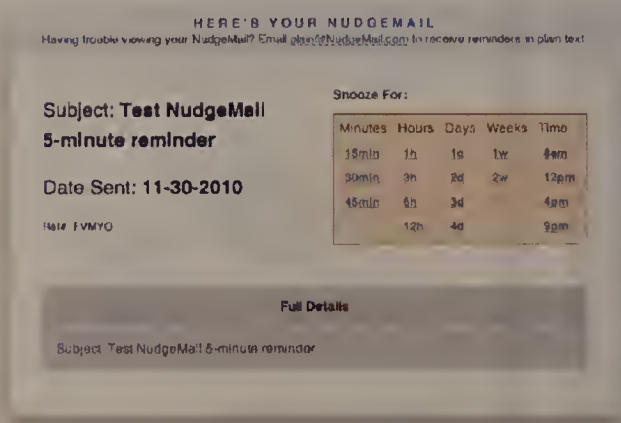 HERE'S YOUR NUDGEMAIL
Having trouble viewing your NudgeMail? Email plain@NudgeMail.com to receive reminders in plain text
Subject: Test NudgeMail
5-minute reminder
Date Sent: 11-30-2010
Snooze For:
Minutes Hours Days Weeks Time
15min 1h 1d 1w 8am
30min 3h 2d 2w 12pm
45min 6h 3d 4pm
12h 4d 9pm
Full Details
Subject: Test NudgeMail 5-minute reminder